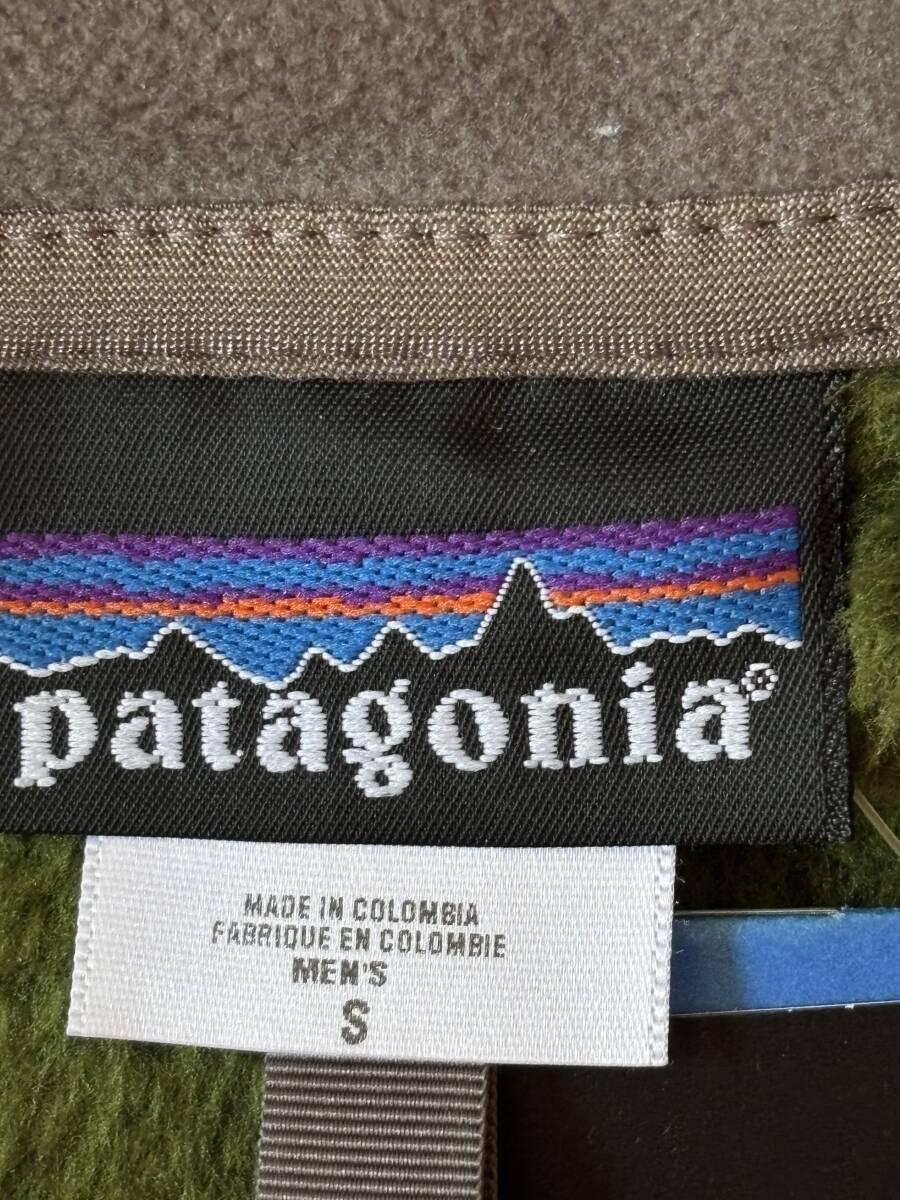 patagonia®
MADE IN COLOMBIA
FABRIQUE EN COLOMBIE
MEN'S
S